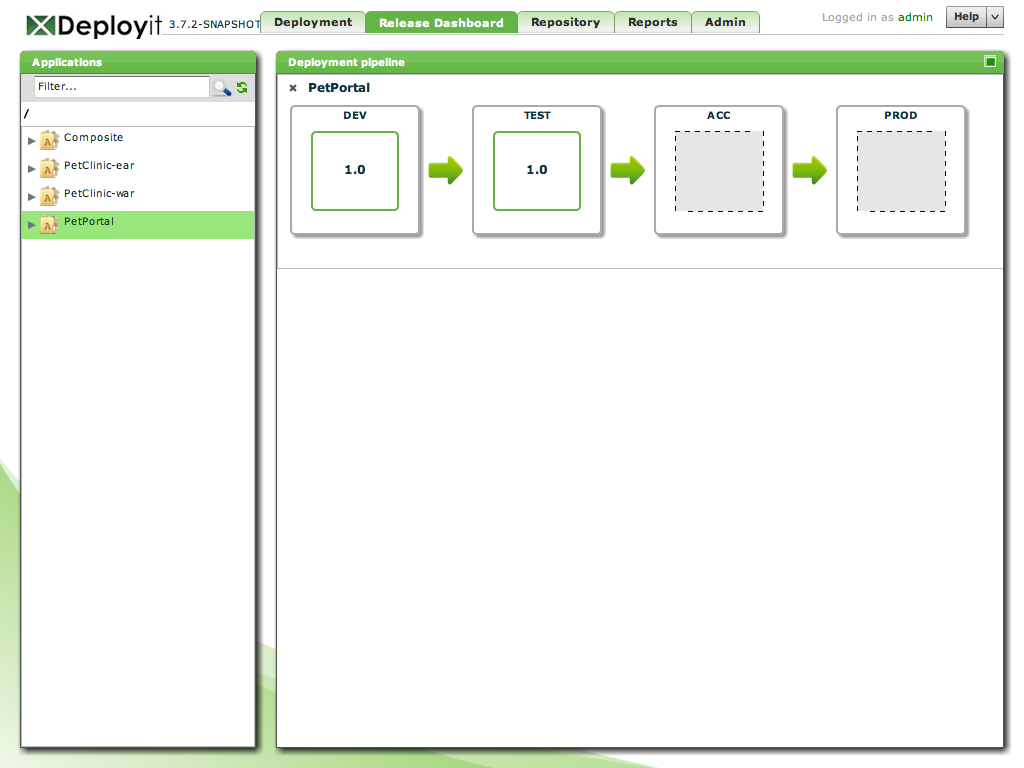 Deployit 3.7.2-SNAPSHOT Deployment Release Dashboard Repository Reports Admin Logged in as admin Help
Applications
Filter...
/
Composite
PetClinic-ear
PetClinic-war
PetPortal
Deployment pipeline
PetPortal
DEV TEST ACC PROD
1.0 1.0